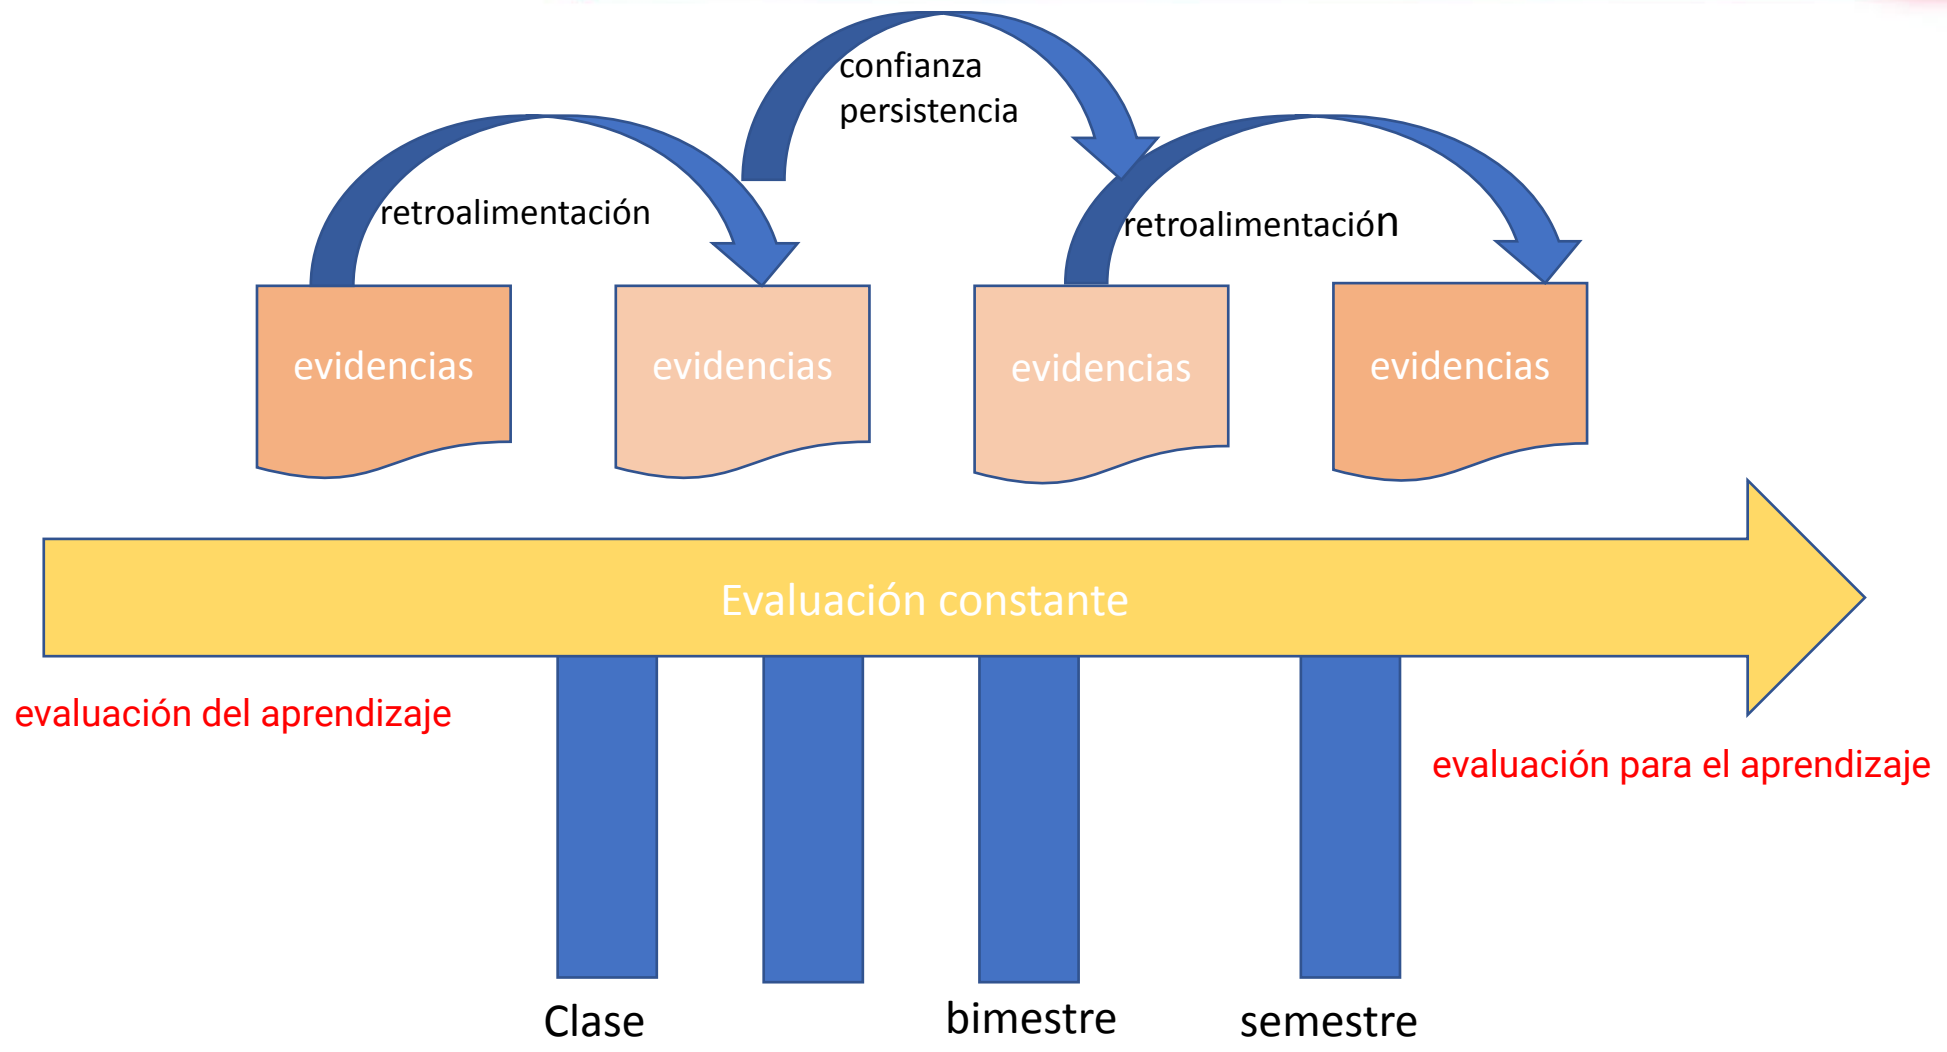 confianza
persistencia
retroalimentación
retroalimentación
evidencias
evidencias
evidencias
evidencias
Evaluación constante
evaluación del aprendizaje
evaluación para el aprendizaje
Clase
bimestre
semestre